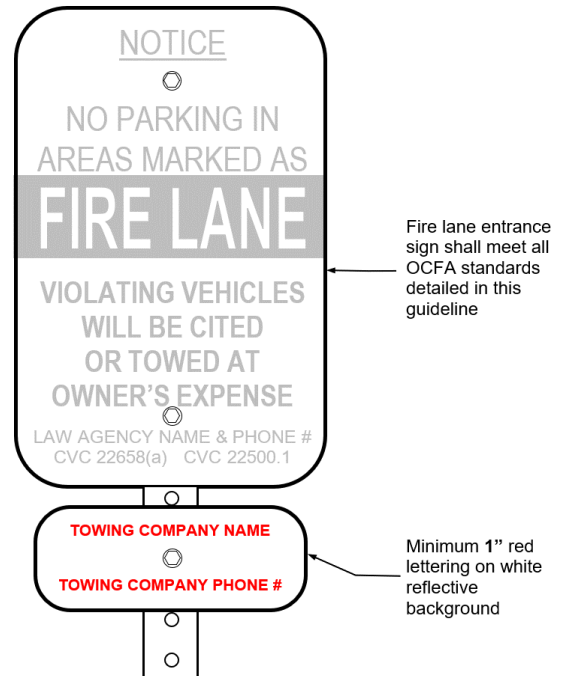 NOTICE
NO PARKING IN
AREAS MARKED AS
FIRE LANE
VIOLATING VEHICLES
WILL BE CITED
OR TOWED AT
OWNER'S EXPENSE
LAW AGENCY NAME & PHONE #
CVC 22658(a) CVC 22500.1
TOWING COMPANY NAME
TOWING COMPANY PHONE #
Fire lane entrance
sign shall meet all
OCFA standards
detailed in this
guideline
Minimum 1” red
lettering on white
reflective
background